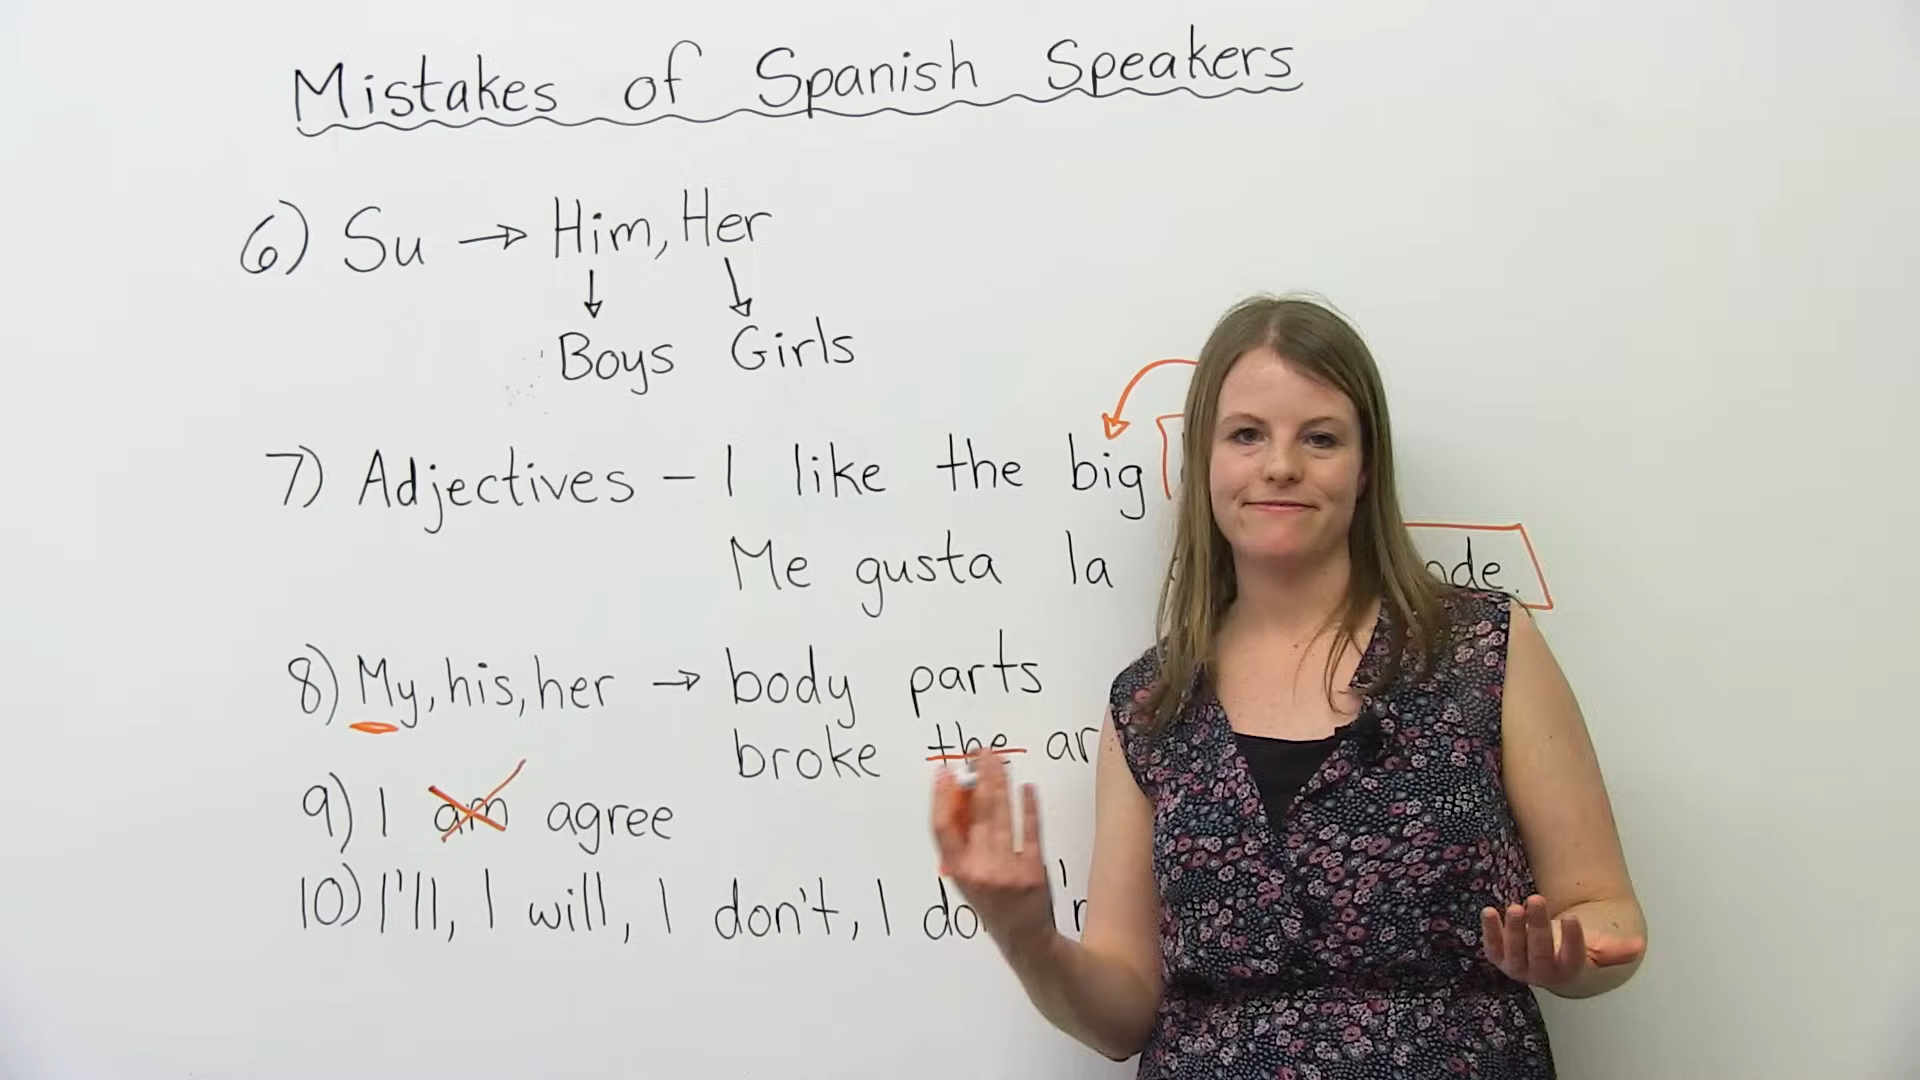 Mistakes of Spanish Speakers
6) Su → Him, Her
↓ ↓
Boys Girls
7) Adjectives - I like the big
Me gusta la
8) My, his, her → body parts
broke the
9) I am agree
10) I'll, I will, I don't, I